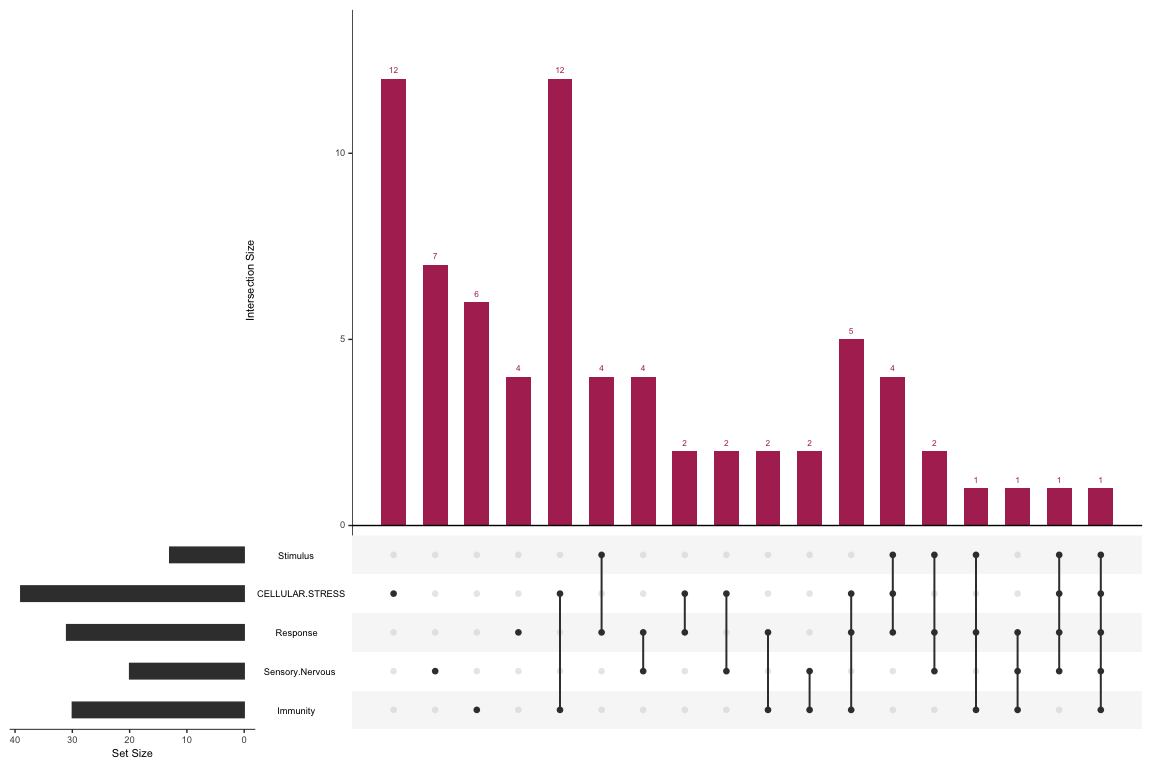 12
12
10
7
6
5
5
4
4
4
4
2
2
2
2
2
1
1
1
1
0
Intersection Size
Stimulus
CELLULAR.STRESS
Response
Sensory.Nervous
Immunity
40 30 20 10 0
Set Size